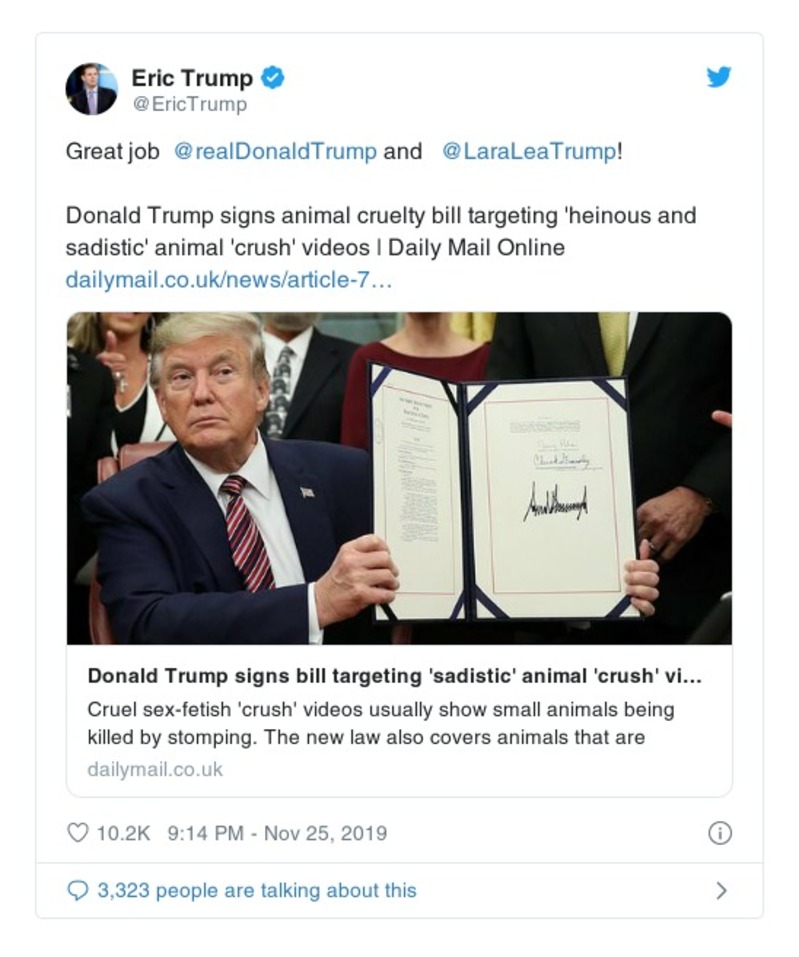 Eric Trump
@EricTrump
Great job @realDonaldTrump and @LaraLeaTrump!
Donald Trump signs animal cruelty bill targeting 'heinous and
sadistic' animal 'crush' videos | Daily Mail Online
dailymail.co.uk/news/article-7…
Donald Trump signs bill targeting 'sadistic' animal 'crush' vi...
Cruel sex-fetish 'crush' videos usually show small animals being
killed by stomping. The new law also covers animals that are
dailymail.co.uk
10.2K 9:14 PM - Nov 25, 2019
3,323 people are talking about this